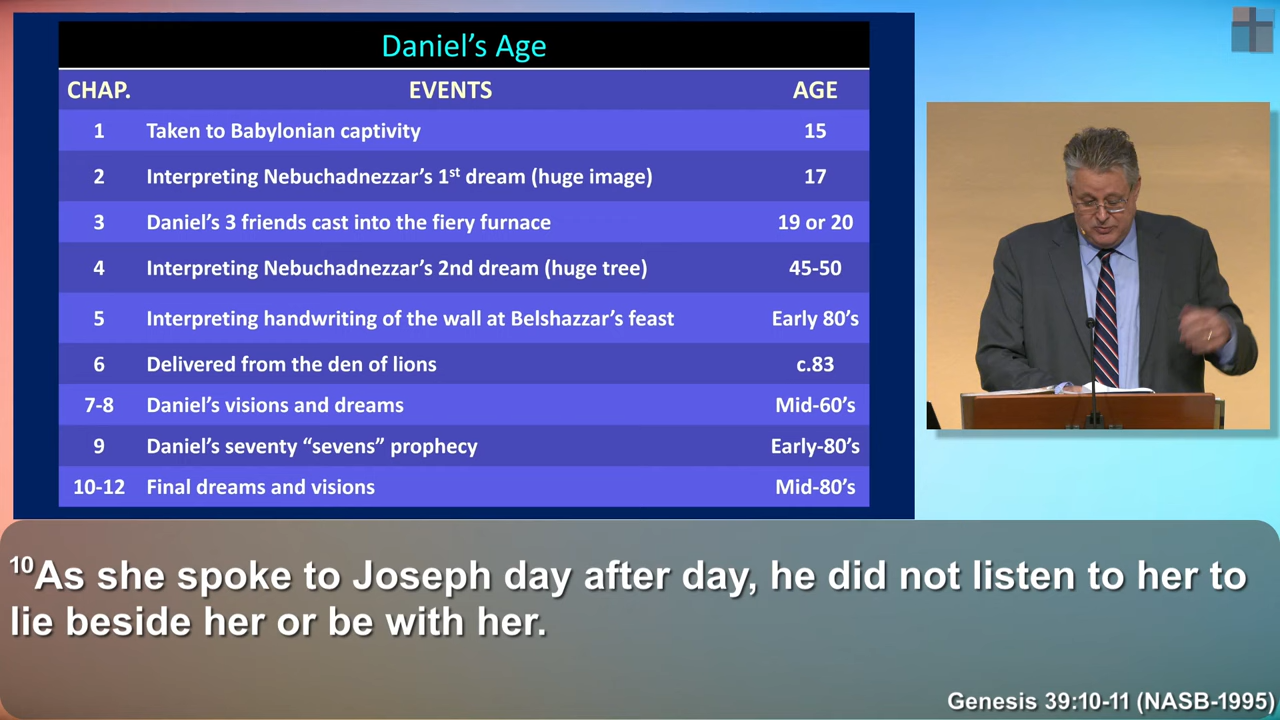 Daniel’s Age
CHAP. EVENTS AGE
1 Taken to Babylonian captivity 15
2 Interpreting Nebuchadnezzar’s 1st dream (huge image) 17
3 Daniel’s 3 friends cast into the fiery furnace 19 or 20
4 Interpreting Nebuchadnezzar’s 2nd dream (huge tree) 45-50
5 Interpreting handwriting of the wall at Belshazzar’s feast Early 80’s
6 Delivered from the den of lions c.83
7-8 Daniel’s visions and dreams Mid-60’s
9 Daniel’s seventy “sevens” prophecy Early-80’s
10-12 Final dreams and visions Mid-80’s
10As she spoke to Joseph day after day, he did not listen to her to
lie beside her or be with her.
Genesis 39:10-11 (NASB-1995)